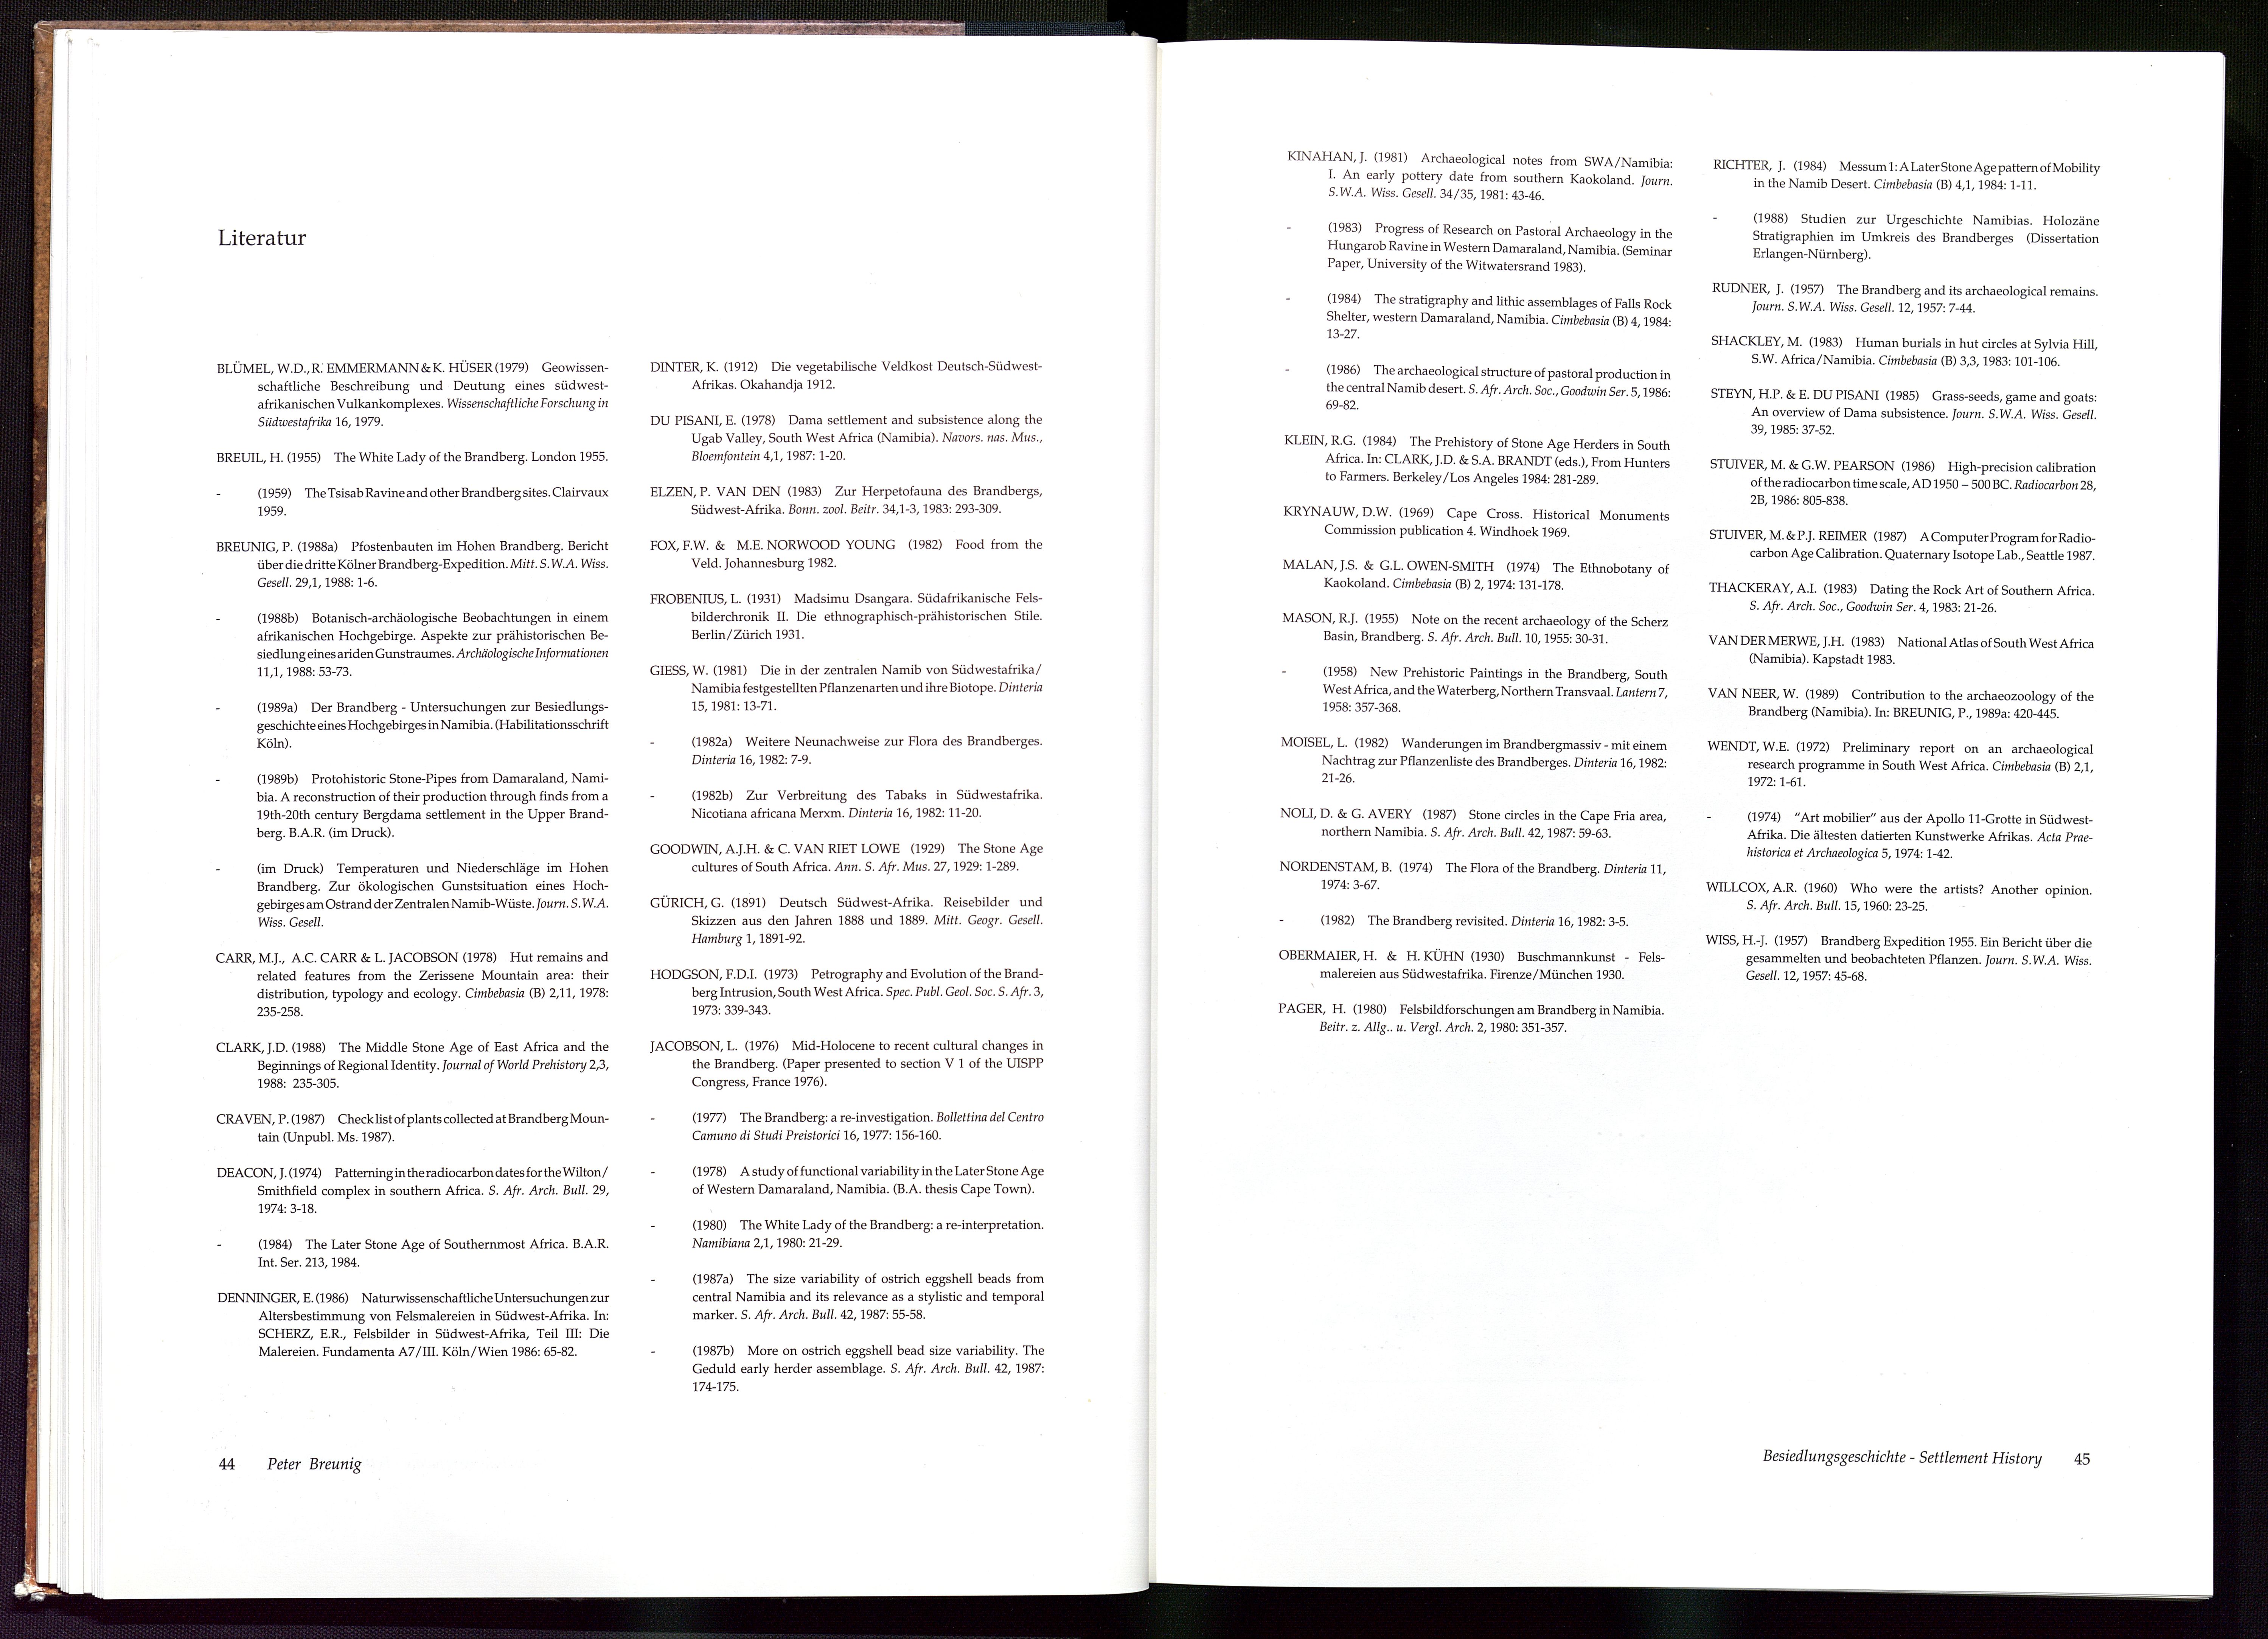 Literatur
BLÜMEL, W.D., R. EMMERMANN & K. HÜSER (1979) Geowissen-
schaftliche Beschreibung und Deutung eines südwest-
afrikanischen Vulkankomplexes. Wissenschaftliche Forschung in
Südwestafrika 16, 1979.
BREUIL, H. (1955) The White Lady of the Brandberg. London 1955.
- (1959) The Tsisab Ravine and other Brandberg sites. Clairvaux
1959.
BREUNIG, P. (1988a) Pfostenbauten im Hohen Brandberg. Bericht
über die dritte Kölner Brandberg-Expedition. Mitt. S.W.A. Wiss.
Gesell. 29,1, 1988: 1-6.
- (1988b) Botanisch-archäologische Beobachtungen in einem
afrikanischen Hochgebirge. Aspekte zur prähistorischen Be-
siedlung eines ariden Gunstraumes. Archäologische Informationen
11,1, 1988: 53-73.
- (1989a) Der Brandberg - Untersuchungen zur Besiedlungs-
geschichte eines Hochgebirges in Namibia. (Habilitationsschrift
Köln).
- (1989b) Protohistoric Stone-Pipes from Damaraland, Nami-
bia. A reconstruction of their production through finds from a
19th-20th century Bergdama settlement in the Upper Brand-
berg. B.A.R. (im Druck).
- (im Druck) Temperaturen und Niederschläge im Hohen
Brandberg. Zur ökologischen Gunstsituation eines Hoch-
gebirges am Ostrand der Zentralen Namib-Wüste. Journ. S.W.A.
Wiss. Gesell.
CARR, M.J., A.C. CARR & L. JACOBSON (1978) Hut remains and
related features from the Zerissene Mountain area: their
distribution, typology and ecology. Cimbebasia (B) 2,11, 1978:
235-258.
CLARK, J.D. (1988) The Middle Stone Age of East Africa and the
Beginnings of Regional Identity. Journal of World Prehistory 2,3,
1988: 235-305.
CRAVEN, P. (1987) Check list of plants collected at Brandberg Moun-
tain (Unpubl. Ms. 1987).
DEACON, J. (1974) Patterning in the radiocarbon dates for the Wilton/
Smithfield complex in southern Africa. S. Afr. Arch. Bull. 29,
1974: 3-18.
- (1984) The Later Stone Age of Southernmost Africa. B.A.R.
Int. Ser. 213, 1984.
DENNINGER, E. (1986) Naturwissenschaftliche Untersuchungen zur
Altersbestimmung von Felsmalereien in Südwest-Afrika. In:
SCHERZ, E.R., Felsbilder in Südwest-Afrika, Teil III: Die
Malereien. Fundamenta A7/III. Köln/Wien 1986: 65-82.
DINTER, K. (1912) Die vegetabilische Veldkost Deutsch-Südwest-
Afrikas. Okahandja 1912.
DU PISANI, E. (1978) Dama settlement and subsistence along the
Ugab Valley, South West Africa (Namibia). Navors. nas. Mus.,
Bloemfontein 4,1, 1987: 1-20.
ELZEN, P. VAN DEN (1983) Zur Herpetofauna des Brandbergs,
Südwest-Afrika. Bonn. zool. Beitr. 34,1-3, 1983: 293-309.
FOX, F.W. & M.E. NORWOOD YOUNG (1982) Food from the
Veld. Johannesburg 1982.
FROBENIUS, L. (1931) Madsimu Dsangara. Südafrikanische Fels-
bilderchronik II. Die ethnographisch-prähistorischen Stile.
Berlin/Zürich 1931.
GIESS, W. (1981) Die in der zentralen Namib von Südwestafrika/
Namibia festgestellten Pflanzenarten und ihre Biotope. Dinteria
15, 1981: 13-71.
- (1982a) Weitere Neunachweise zur Flora des Brandberges.
Dinteria 16, 1982: 7-9.
- (1982b) Zur Verbreitung des Tabaks in Südwestafrika.
Nicotiana africana Merxm. Dinteria 16, 1982: 11-20.
GOODWIN, A.J.H. & C. VAN RIET LOWE (1929) The Stone Age
cultures of South Africa. Ann. S. Afr. Mus. 27, 1929: 1-289.
GÜRICH, G. (1891) Deutsch Südwest-Afrika. Reisebilder und
Skizzen aus den Jahren 1888 und 1889. Mitt. Geogr. Gesell.
Hamburg 1, 1891-92.
HODGSON, F.D.I. (1973) Petrography and Evolution of the Brand-
berg Intrusion, South West Africa. Spec. Publ. Geol. Soc. S. Afr. 3,
1973: 339-343.
JACOBSON, L. (1976) Mid-Holocene to recent cultural changes in
the Brandberg. (Paper presented to section V 1 of the UISPP
Congress, France 1976).
- (1977) The Brandberg: a re-investigation. Bollettina del Centro
Camuno di Studi Preistorici 16, 1977: 156-160.
- (1978) A study of functional variability in the Later Stone Age
of Western Damaraland, Namibia. (B.A. thesis Cape Town).
- (1980) The White Lady of the Brandberg: a re-interpretation.
Namibiana 2,1, 1980: 21-29.
- (1987a) The size variability of ostrich eggshell beads from
central Namibia and its relevance as a stylistic and temporal
marker. S. Afr. Arch. Bull. 42, 1987: 55-58.
- (1987b) More on ostrich eggshell bead size variability. The
Geduld early herder assemblage. S. Afr. Arch. Bull. 42, 1987:
174-175.
44 Peter Breunig
KINAHAN, J. (1981) Archaeological notes from SWA/Namibia:
I. An early pottery date from southern Kaokoland. Journ.
S.W.A. Wiss. Gesell. 34/35, 1981: 43-46.
- (1983) Progress of Research on Pastoral Archaeology in the
Hungarob Ravine in Western Damaraland, Namibia. (Seminar
Paper, University of the Witwatersrand 1983).
- (1984) The stratigraphy and lithic assemblages of Falls Rock
Shelter, western Damaraland, Namibia. Cimbebasia (B) 4, 1984:
13-27.
- (1986) The archaeological structure of pastoral production in
the central Namib desert. S. Afr. Arch. Soc., Goodwin Ser. 5, 1986:
69-82.
KLEIN, R.G. (1984) The Prehistory of Stone Age Herders in South
Africa. In: CLARK, J.D. & S.A. BRANDT (eds.), From Hunters
to Farmers. Berkeley/Los Angeles 1984: 281-289.
KRYNAUW, D.W. (1969) Cape Cross. Historical Monuments
Commission publication 4. Windhoek 1969.
MALAN, J.S. & G.L. OWEN-SMITH (1974) The Ethnobotany of
Kaokoland. Cimbebasia (B) 2, 1974: 131-178.
MASON, R.J. (1955) Note on the recent archaeology of the Scherz
Basin, Brandberg. S. Afr. Arch. Bull. 10, 1955: 30-31.
- (1958) New Prehistoric Paintings in the Brandberg, South
West Africa, and the Waterberg, Northern Transvaal. Lantern 7,
1958: 357-368.
MOISEL, L. (1982) Wanderungen im Brandbergmassiv - mit einem
Nachtrag zur Pflanzenliste des Brandberges. Dinteria 16, 1982:
21-26.
NOLI, D. & G. AVERY (1987) Stone circles in the Cape Fria area,
northern Namibia. S. Afr. Arch. Bull. 42, 1987: 59-63.
NORDENSTAM, B. (1974) The Flora of the Brandberg. Dinteria 11,
1974: 3-67.
- (1982) The Brandberg revisited. Dinteria 16, 1982: 3-5.
OBERMAIER, H. & H. KÜHN (1930) Buschmannkunst - Fels-
malereien aus Südwestafrika. Firenze/München 1930.
PAGER, H. (1980) Felsbildforschungen am Brandberg in Namibia.
Beitr. z. Allg.. u. Vergl. Arch. 2, 1980: 351-357.
RICHTER, J. (1984) Messum 1: A Later Stone Age pattern of Mobility
in the Namib Desert. Cimbebasia (B) 4,1, 1984: 1-11.
- (1988) Studien zur Urgeschichte Namibias. Holozäne
Stratigraphien im Umkreis des Brandberges (Dissertation
Erlangen-Nürnberg).
RUDNER, J. (1957) The Brandberg and its archaeological remains.
Journ. S.W.A. Wiss. Gesell. 12, 1957: 7-44.
SHACKLEY, M. (1983) Human burials in hut circles at Sylvia Hill,
S.W. Africa/Namibia. Cimbebasia (B) 3,3, 1983: 101-106.
STEYN, H.P. & E. DU PISANI (1985) Grass-seeds, game and goats:
An overview of Dama subsistence. Journ. S.W.A. Wiss. Gesell.
39, 1985: 37-52.
STUIVER, M. & G.W. PEARSON (1986) High-precision calibration
of the radiocarbon time scale, AD 1950 – 500 BC. Radiocarbon 28,
2B, 1986: 805-838.
STUIVER, M. & P.J. REIMER (1987) A Computer Program for Radio-
carbon Age Calibration. Quaternary Isotope Lab., Seattle 1987.
THACKERAY, A.I. (1983) Dating the Rock Art of Southern Africa.
S. Afr. Arch. Soc., Goodwin Ser. 4, 1983: 21-26.
VAN DER MERWE, J.H. (1983) National Atlas of South West Africa
(Namibia). Kapstadt 1983.
VAN NEER, W. (1989) Contribution to the archaeozoology of the
Brandberg (Namibia). In: BREUNIG, P., 1989a: 420-445.
WENDT, W.E. (1972) Preliminary report on an archaeological
research programme in South West Africa. Cimbebasia (B) 2,1,
1972: 1-61.
- (1974) “Art mobilier” aus der Apollo 11-Grotte in Südwest-
Afrika. Die ältesten datierten Kunstwerke Afrikas. Acta Prae-
historica et Archaeologica 5, 1974: 1-42.
WILLCOX, A.R. (1960) Who were the artists? Another opinion.
S. Afr. Arch. Bull. 15, 1960: 23-25.
WISS, H.-J. (1957) Brandberg Expedition 1955. Ein Bericht über die
gesammelten und beobachteten Pflanzen. Journ. S.W.A. Wiss.
Gesell. 12, 1957: 45-68.
Besiedlungsgeschichte - Settlement History 45